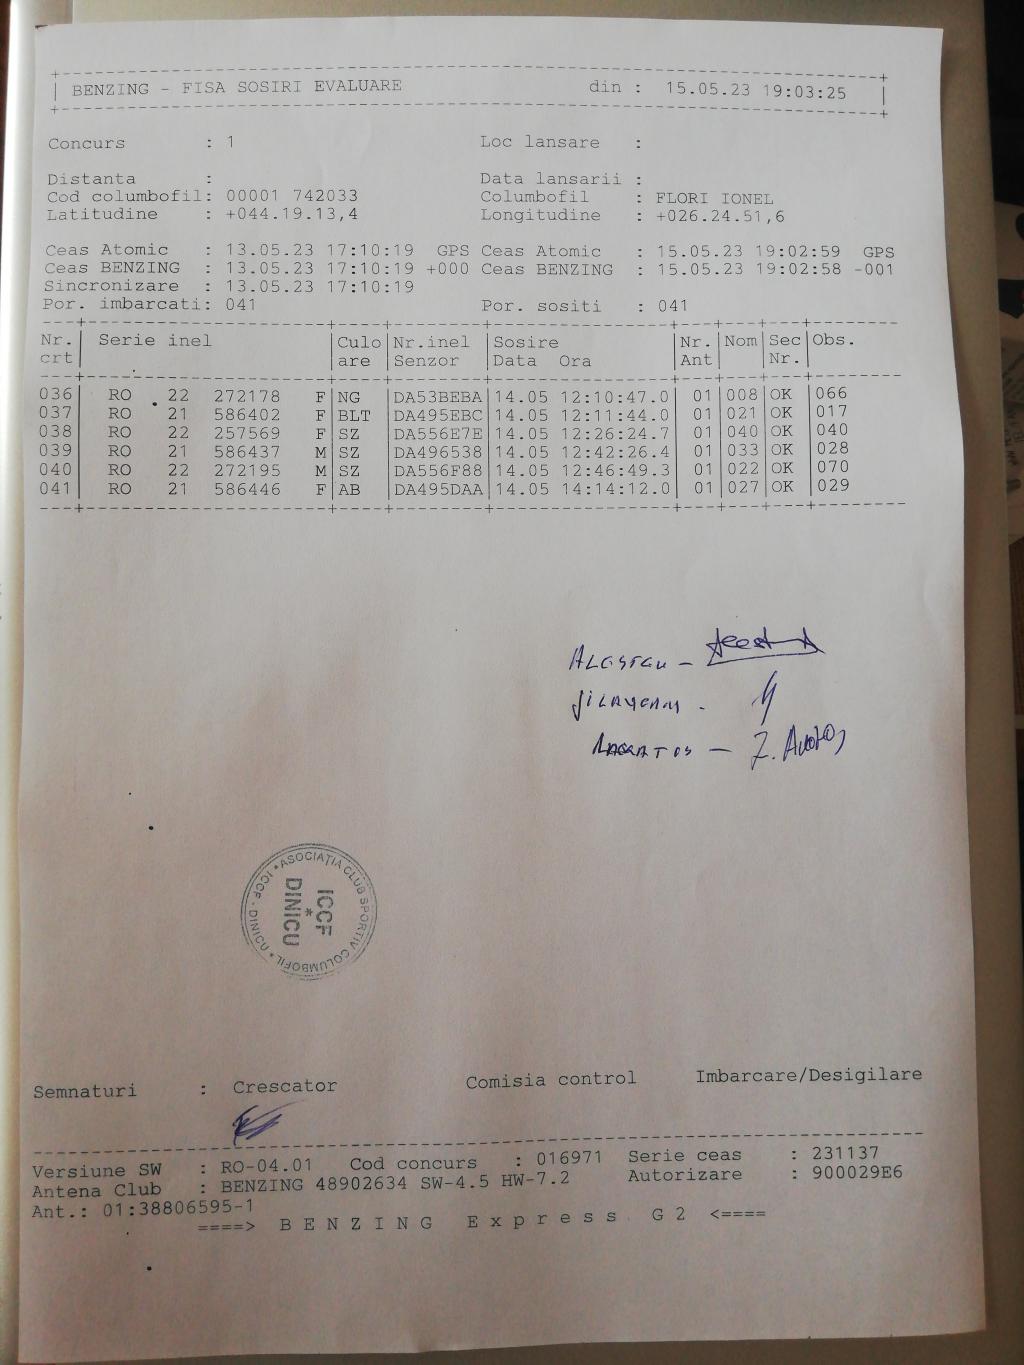 BENZING - FISA SOSIRI EVALUARE din : 15.05.23 19:03:25
Concurs : 1 Loc lansare :
Distanta : Data lansarii :
Cod columbofil: 00001 742033 Columbofil : FLORI IONEL
Latitudine : +044.19.13,4 Longitudine : +026.24.51,6
Ceas Atomic : 13.05.23 17:10:19 GPS Ceas Atomic : 15.05.23 19:02:59 GPS
Ceas BENZING : 13.05.23 17:10:19 +000 Ceas BENZING : 15.05.23 19:02:58 -001
Sincronizare : 13.05.23 17:10:19
Por. imbarcati: 041 Por. sositi : 041
Nr. Serie inel Culo Nr.inel Sosire Nr. Nom Sec Obs.
crt are Senzor Data Ora Ant Nr.
036 RO 22 272178 F NG DA53BEBA 14.05 12:10:47.0 01 008 OK 066
037 RO 21 586402 F BLT DA495EBC 14.05 12:11:44.0 01 021 OK 017
038 RO 22 257569 F SZ DA556E7E 14.05 12:26:24.7 01 040 OK 040
039 RO 21 586437 M SZ DA496538 14.05 12:42:26.4 01 033 OK 028
040 RO 22 272195 M SZ DA556F88 14.05 12:46:49.3 01 022 OK 070
041 RO 21 586446 F AB DA495DAA 14.05 14:14:12.0 01 027 OK 029
ASOCIAȚIA CLUB SPORTIV COLUMBOFIL • ICCF - DINICU •
ICCF
*
DINICU
Semnaturi : Crescator Comisia control Imbarcare/Desigilare
Versiune SW : RO-04.01 Cod concurs : 016971 Serie ceas : 231137
Antena Club : BENZING 48902634 SW-4.5 HW-7.2 Autorizare : 900029E6
Ant.: 01:38806595-1
====> B E N Z I N G E x p r e s s G 2 <====